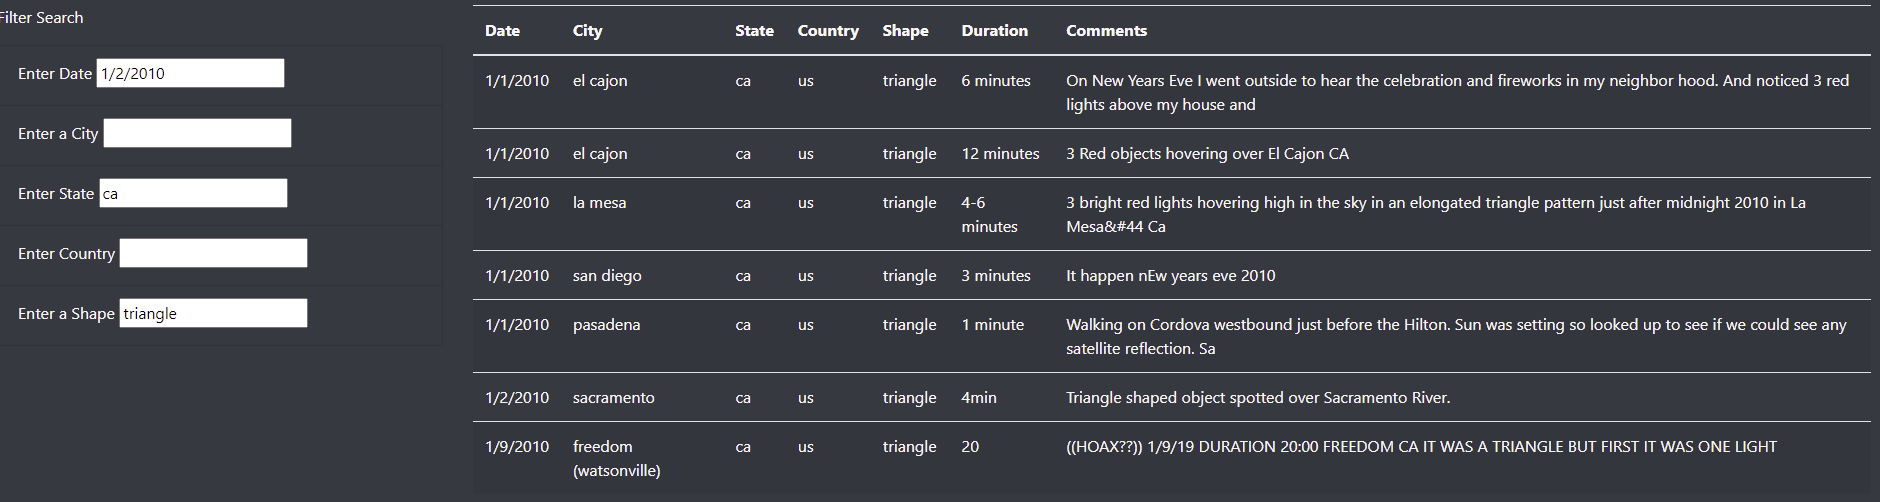 Filter Search
Enter Date 1/2/2010
Enter a City
Enter State ca
Enter Country
Enter a Shape triangle
Date City State Country Shape Duration Comments
1/1/2010 el cajon ca us triangle 6 minutes On New Years Eve I went outside to hear the celebration and fireworks in my neighbor hood. And noticed 3 red
lights above my house and
1/1/2010 el cajon ca us triangle 12 minutes 3 Red objects hovering over El Cajon CA
1/1/2010 la mesa ca us triangle 4-6 3 bright red lights hovering high in the sky in an elongated triangle pattern just after midnight 2010 in La
minutes Mesa&#44 Ca
1/1/2010 san diego ca us triangle 3 minutes It happen nEw years eve 2010
1/1/2010 pasadena ca us triangle 1 minute Walking on Cordova westbound just before the Hilton. Sun was setting so looked up to see if we could see any
satellite reflection. Sa
1/2/2010 sacramento ca us triangle 4min Triangle shaped object spotted over Sacramento River.
1/9/2010 freedom ca us triangle 20 ((HOAX??)) 1/9/19 DURATION 20:00 FREEDOM CA IT WAS A TRIANGLE BUT FIRST IT WAS ONE LIGHT
(watsonville)